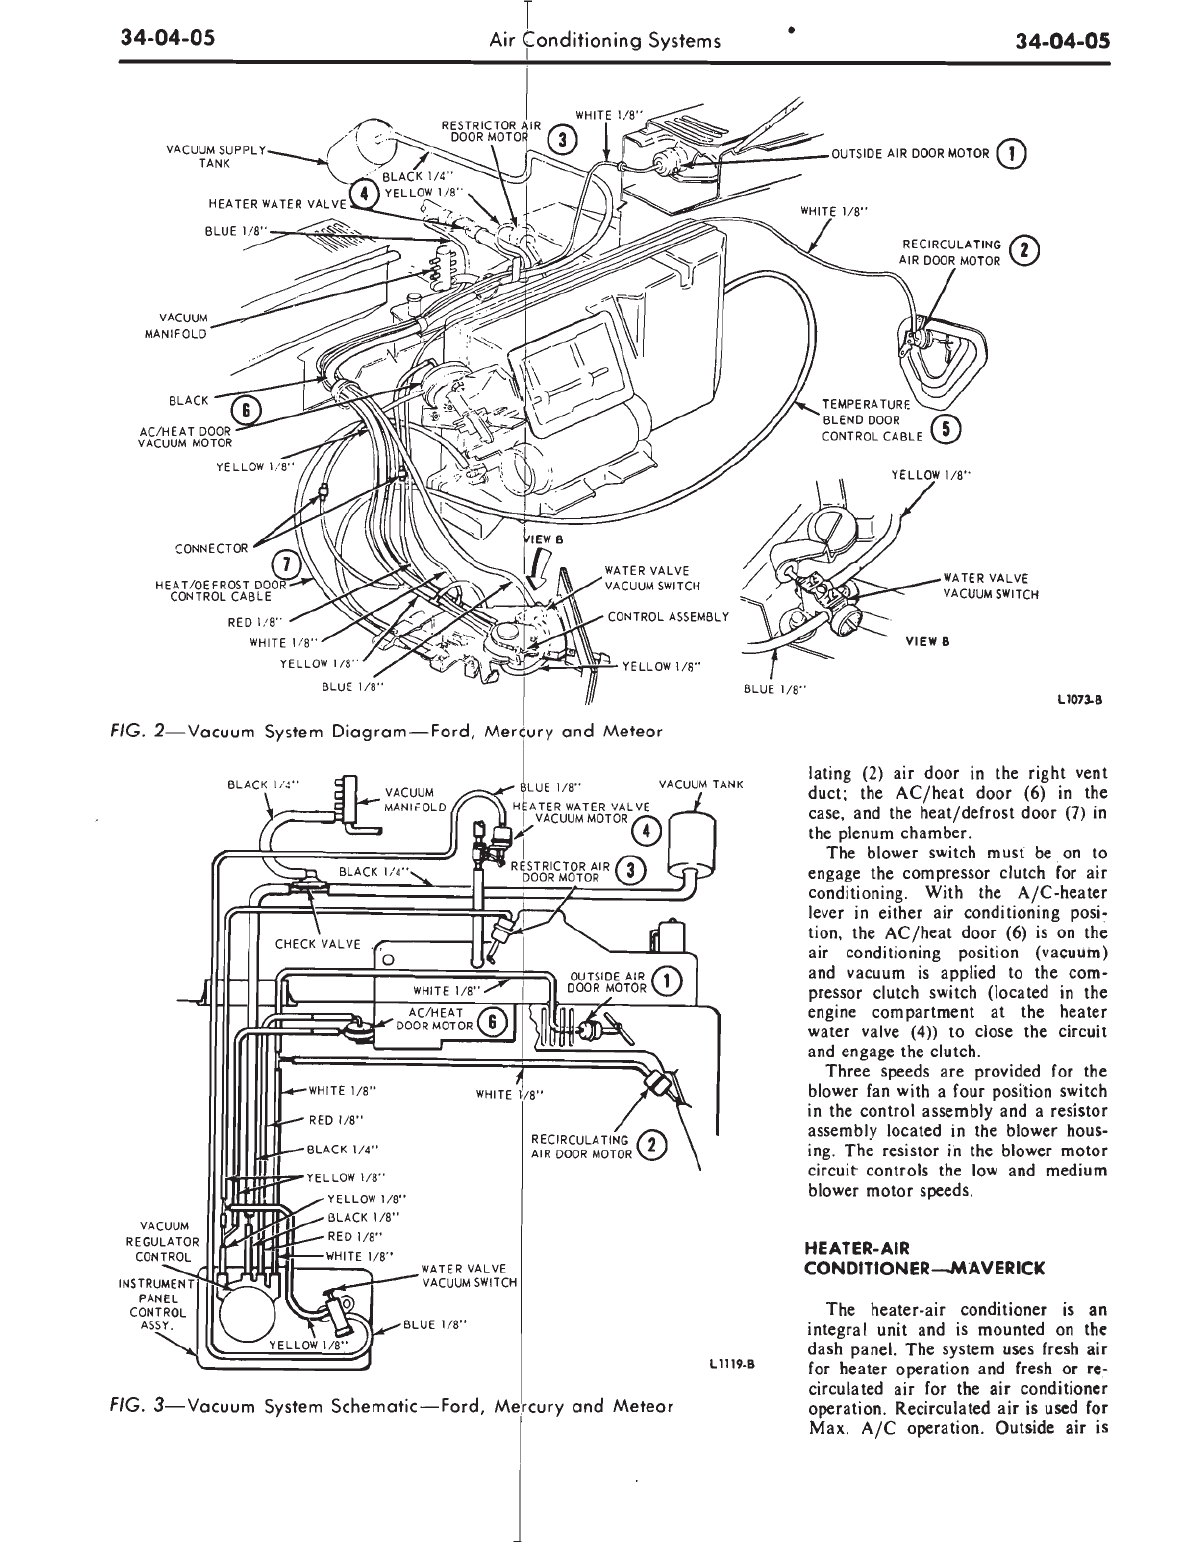 34-04-05
Air Conditioning Systems
34-04-05
WHITE 1/8"
RESTRICTOR AIR
DOOR MOTOR
3
VACUUM SUPPLY
TANK
OUTSIDE AIR DOOR MOTOR 1
BLACK 1/4"
4 YELLOW 1/8"
HEATER WATER VALVE
WHITE 1/8"
BLUE 1/8"
RECIRCULATING
AIR DOOR MOTOR
2
VACUUM
MANIFOLD
BLACK
6
TEMPERATURE
BLEND DOOR
CONTROL CABLE
5
AC/HEAT DOOR
VACUUM MOTOR
YELLOW 1/8"
YELLOW 1/8"
CONNECTOR
VIEW B
7
HEAT/DEFROST DOOR
CONTROL CABLE
WATER VALVE
VACUUM SWITCH
WATER VALVE
VACUUM SWITCH
RED 1/8"
CONTROL ASSEMBLY
WHITE 1/8"
VIEW B
YELLOW 1/8"
YELLOW 1/8"
BLUE 1/8"
BLUE 1/8"
L1073-B
FIG. 2—Vacuum System Diagram—Ford, Mercury and Meteor
BLACK 1/4"
VACUUM
MANIFOLD
BLUE 1/8"
VACUUM TANK
HEATER WATER VALVE
VACUUM MOTOR
4
BLACK 1/4"
RESTRICTOR AIR
DOOR MOTOR
3
CHECK VALVE
WHITE 1/8"
OUTSIDE AIR
DOOR MOTOR
1
AC/HEAT
DOOR MOTOR
6
WHITE 1/8"
WHITE 1/8"
RED 1/8"
RECIRCULATING
AIR DOOR MOTOR
2
BLACK 1/4"
YELLOW 1/8"
YELLOW 1/8"
BLACK 1/8"
RED 1/8"
WHITE 1/8"
VACUUM
REGULATOR
CONTROL
WATER VALVE
VACUUM SWITCH
INSTRUMENT
PANEL
CONTROL
ASSY.
BLUE 1/8"
YELLOW 1/8"
L1119-B
FIG. 3—Vacuum System Schematic—Ford, Mercury and Meteor
lating (2) air door in the right vent
duct; the AC/heat door (6) in the
case, and the heat/defrost door (7) in
the plenum chamber.
The blower switch must be on to
engage the compressor clutch for air
conditioning. With the A/C-heater
lever in either air conditioning posi-
tion, the AC/heat door (6) is on the
air conditioning position (vacuum)
and vacuum is applied to the com-
pressor clutch switch (located in the
engine compartment at the heater
water valve (4)) to close the circuit
and engage the clutch.
Three speeds are provided for the
blower fan with a four position switch
in the control assembly and a resistor
assembly located in the blower hous-
ing. The resistor in the blower motor
circuit controls the low and medium
blower motor speeds.
HEATER-AIR
CONDITIONER—MAVERICK
The heater-air conditioner is an
integral unit and is mounted on the
dash panel. The system uses fresh air
for heater operation and fresh or re-
circulated air for the air conditioner
operation. Recirculated air is used for
Max. A/C operation. Outside air is